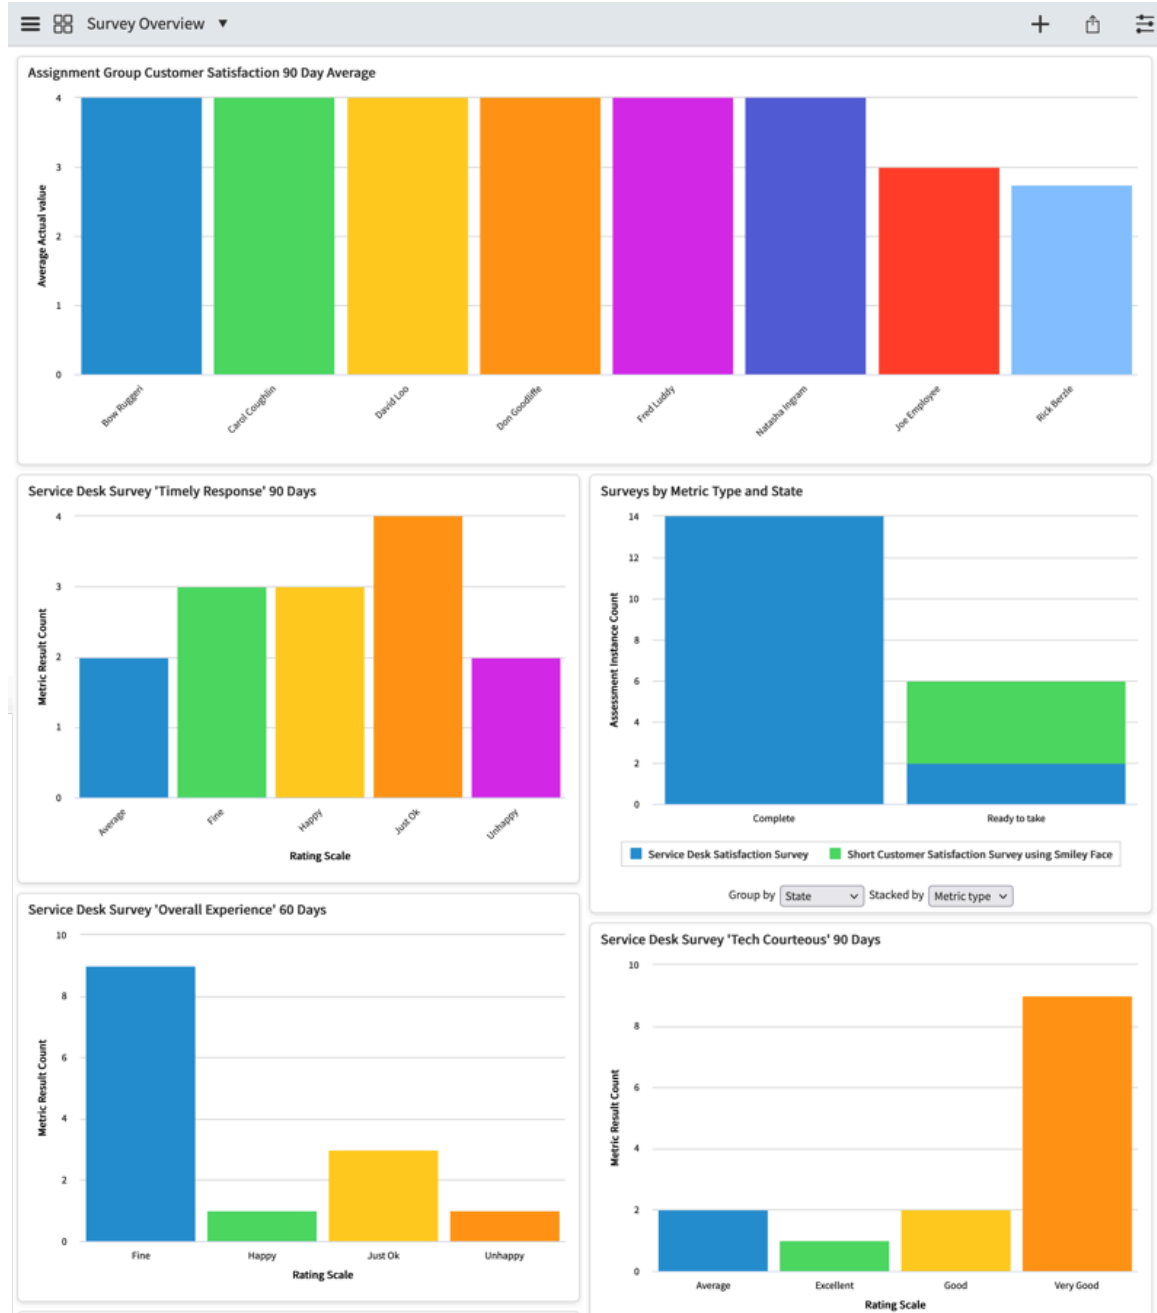 Survey Overview ▼
Assignment Group Customer Satisfaction 90 Day Average
Average Actual value
4
3
2
1
0
Bow Ruggeri
Carol Coughlin
David Loo
Don Goodliffe
Fred Luddy
Natasha Ingram
Joe Employee
Rick Berzle
Service Desk Survey 'Timely Response' 90 Days
Metric Result Count
4
3
2
1
0
Average
Fine
Happy
Just Ok
Unhappy
Rating Scale
Surveys by Metric Type and State
Assessment Instance Count
14
12
10
8
6
4
2
0
Complete
Ready to take
Service Desk Satisfaction Survey
Short Customer Satisfaction Survey using Smiley Face
Group by State Stacked by Metric type
Service Desk Survey 'Overall Experience' 60 Days
Metric Result Count
10
8
6
4
2
0
Fine
Happy
Just Ok
Unhappy
Rating Scale
Service Desk Survey 'Tech Courteous' 90 Days
Metric Result Count
10
8
6
4
2
0
Average
Excellent
Good
Very Good
Rating Scale